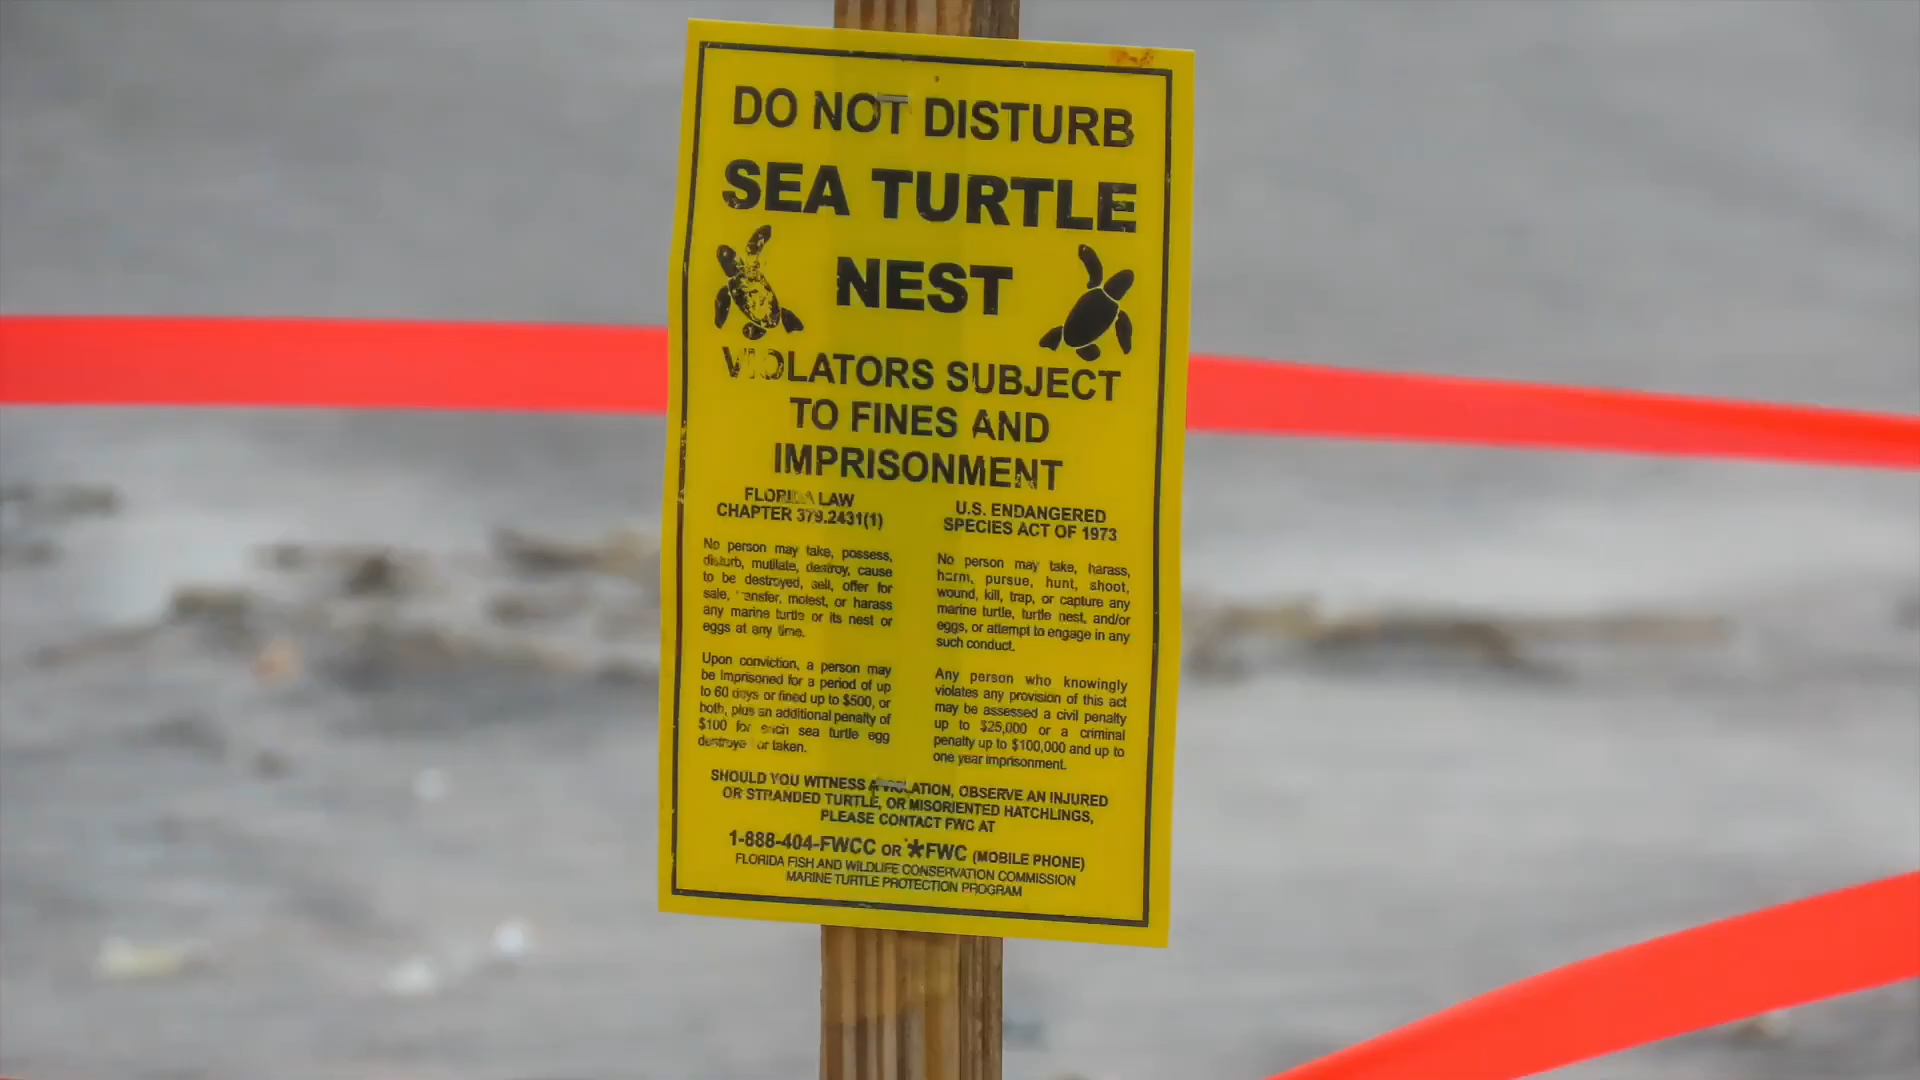 DO NOT DISTURB
SEA TURTLE
NEST
VIOLATORS SUBJECT
TO FINES AND
IMPRISONMENT
FLORIDA LAW
CHAPTER 379.2431(1)
No person may take, possess,
disturb, mutilate, destroy, cause
to be destroyed, sell, offer for
sale, transfer, molest, or harass
any marine turtle or its nest or
eggs at any time.
Upon conviction, a person may
be imprisoned for a period of up
to 60 days or fined up to $500, or
both, plus an additional penalty of
$100 for each sea turtle egg
destroyed or taken.
U.S. ENDANGERED
SPECIES ACT OF 1973
No person may take, harass,
harm, pursue, hunt, shoot,
wound, kill, trap, or capture any
marine turtle, turtle nest, and/or
eggs, or attempt to engage in any
such conduct.
Any person who knowingly
violates any provision of this act
may be assessed a civil penalty
up to $25,000 or a criminal
penalty up to $100,000 and up to
one year imprisonment.
SHOULD YOU WITNESS A VIOLATION, OBSERVE AN INJURED
OR STRANDED TURTLE, OR MISORIENTED HATCHLINGS,
PLEASE CONTACT FWC AT
1-888-404-FWCC OR *FWC (MOBILE PHONE)
FLORIDA FISH AND WILDLIFE CONSERVATION COMMISSION
MARINE TURTLE PROTECTION PROGRAM